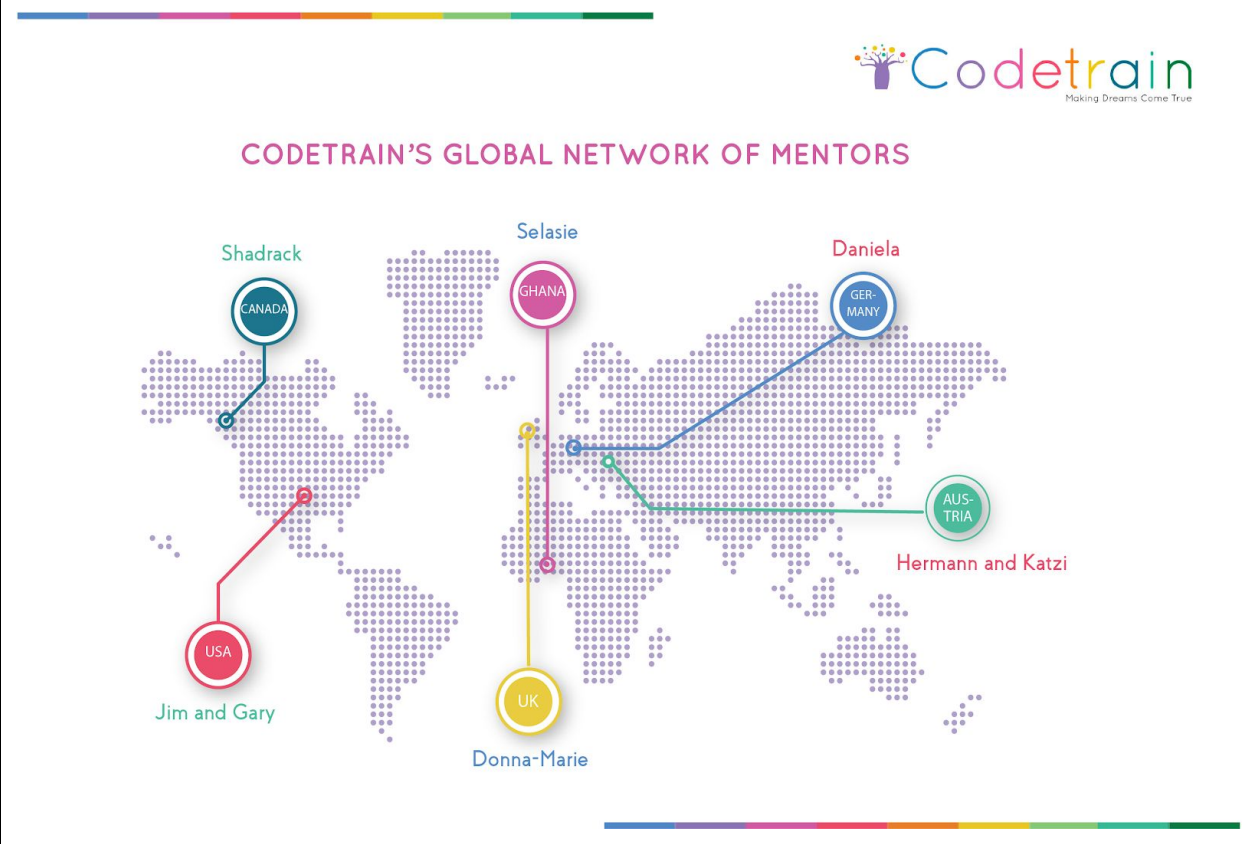 Codetrain
Making Dreams Come True
CODETRAIN'S GLOBAL NETWORK OF MENTORS
Selasie
GHANA
Shadrack
CANADA
Daniela
GER-
MANY
AUS-
TRIA
Hermann and Katzi
USA
Jim and Gary
UK
Donna-Marie